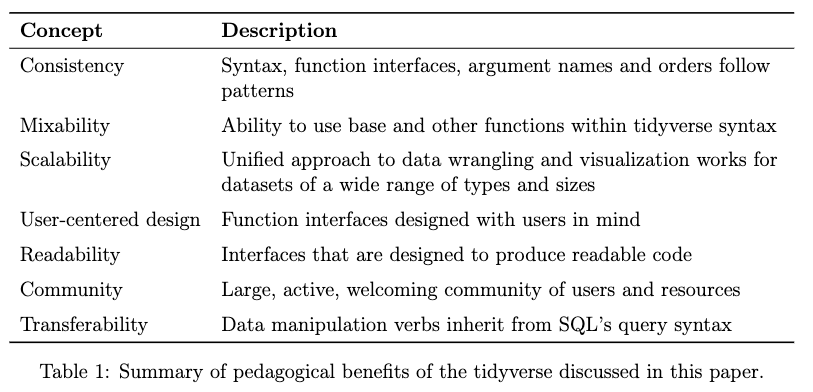 Concept Description
Consistency Syntax, function interfaces, argument names and orders follow
patterns
Mixability Ability to use base and other functions within tidyverse syntax
Scalability Unified approach to data wrangling and visualization works for
datasets of a wide range of types and sizes
User-centered design Function interfaces designed with users in mind
Readability Interfaces that are designed to produce readable code
Community Large, active, welcoming community of users and resources
Transferability Data manipulation verbs inherit from SQL's query syntax
Table 1: Summary of pedagogical benefits of the tidyverse discussed in this paper.